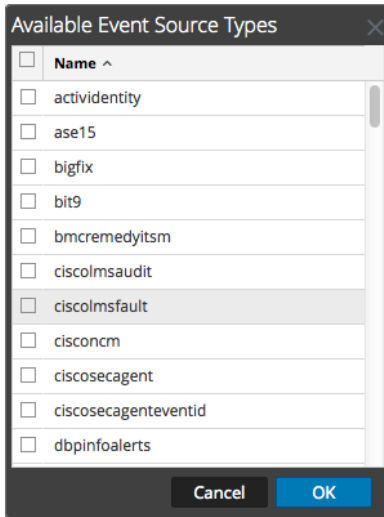 Available Event Source Types
Name
actividentity
ase15
bigfix
bit9
bmcremedyitsm
ciscolmsaudit
ciscolmsfault
cisconcm
ciscosecagent
ciscosecagenteventid
dbpinfoalerts
Cancel OK